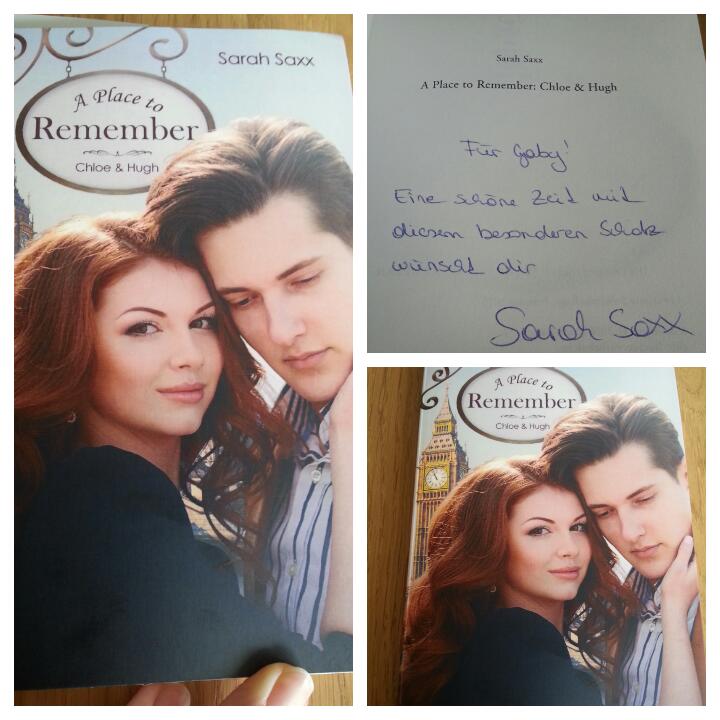 Sarah Saxx
A Place to
Remember
Chloe & Hugh
Sarah Saxx
A Place to Remember: Chloe & Hugh
Für Gaby!
Eine schöne Zeit mit
diesem besonderen Schatz
wünscht dir
Sarah Saxx
A Place to
Remember
Chloe & Hugh